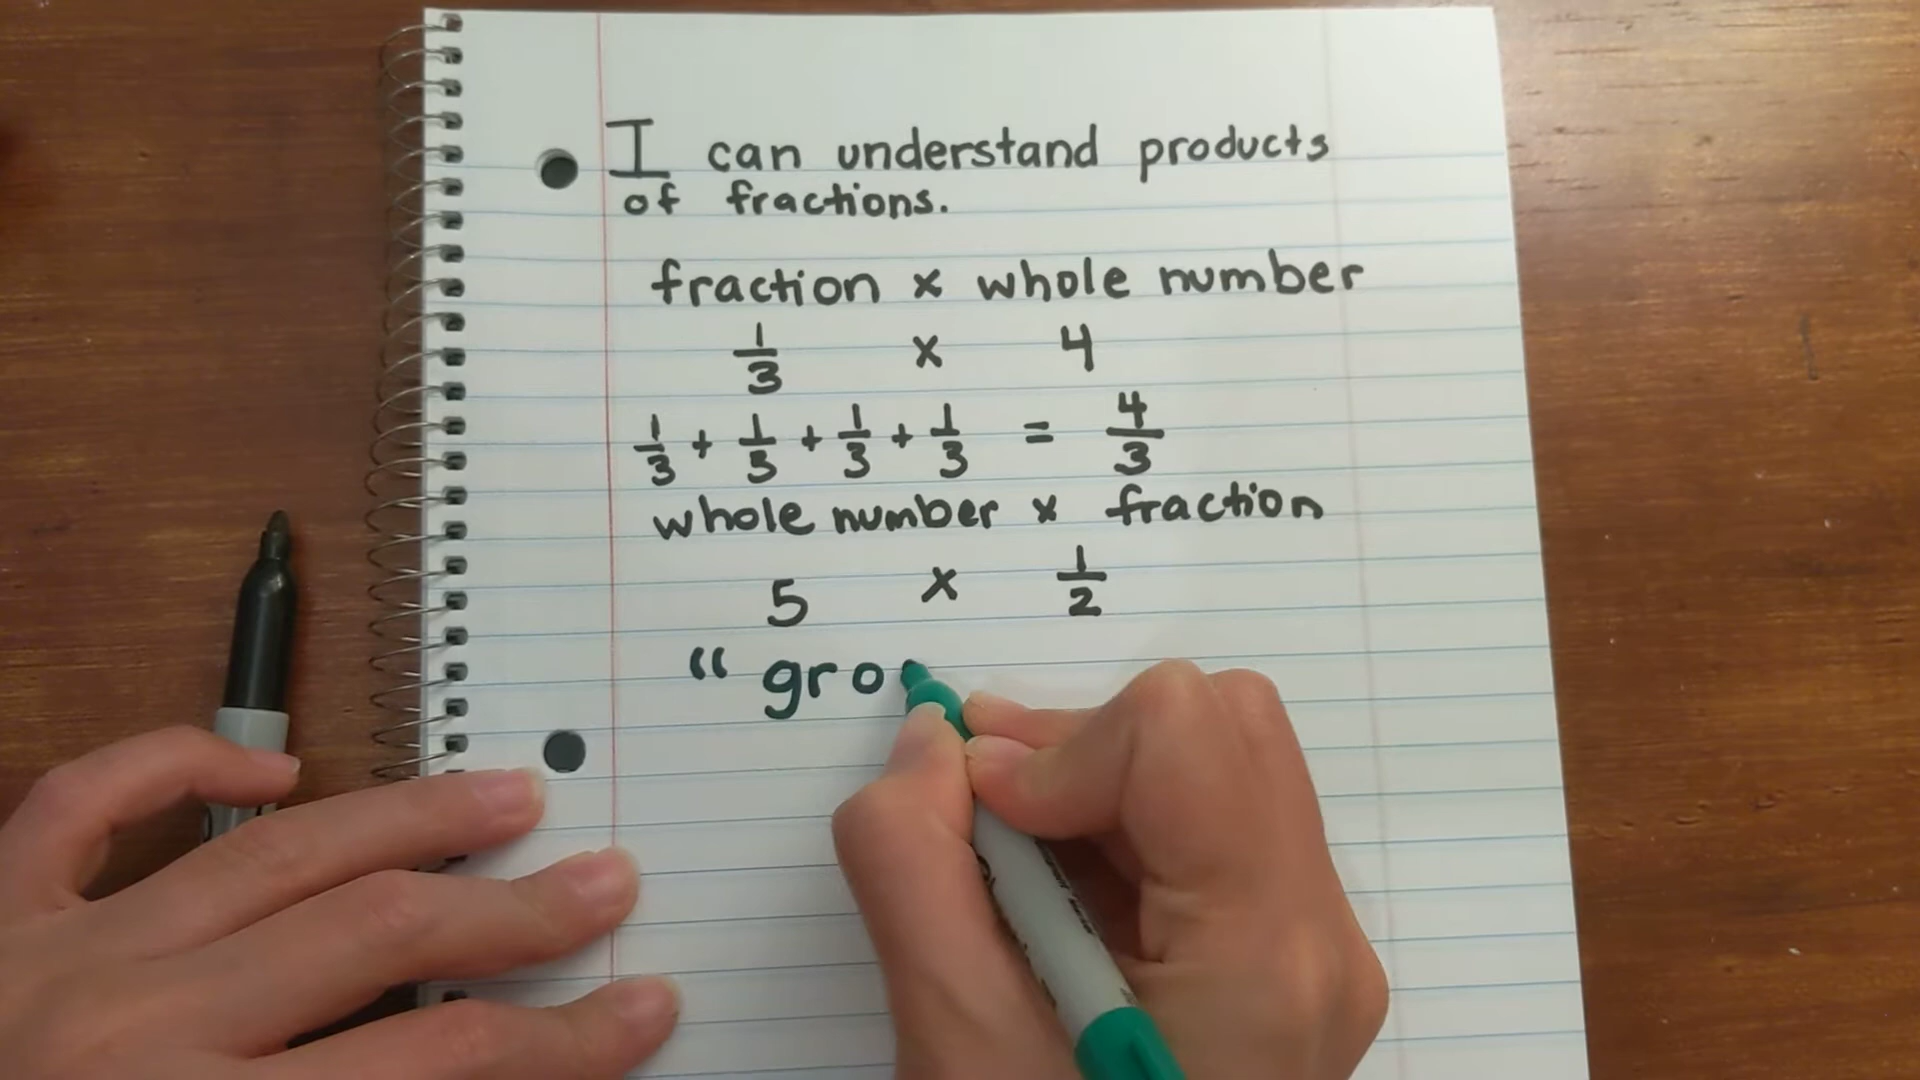 I can understand products
of fractions.
fraction x whole number
1/3 x 4
1/3 + 1/3 + 1/3 + 1/3 = 4/3
whole number x fraction
5 x 1/2
“ gro